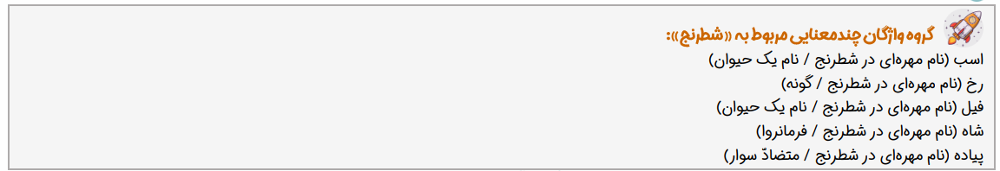 گروه واژگان چندمعنایی مربوط به «شطرنج»:
اسب (نام مهره‌ای در شطرنج / نام یک حیوان)
رخ (نام مهره‌ای در شطرنج / گونه)
فیل (نام مهره‌ای در شطرنج / نام یک حیوان)
شاه (نام مهره‌ای در شطرنج / فرمانروا)
پیاده (نام مهره‌ای در شطرنج / متضادّ سوار)